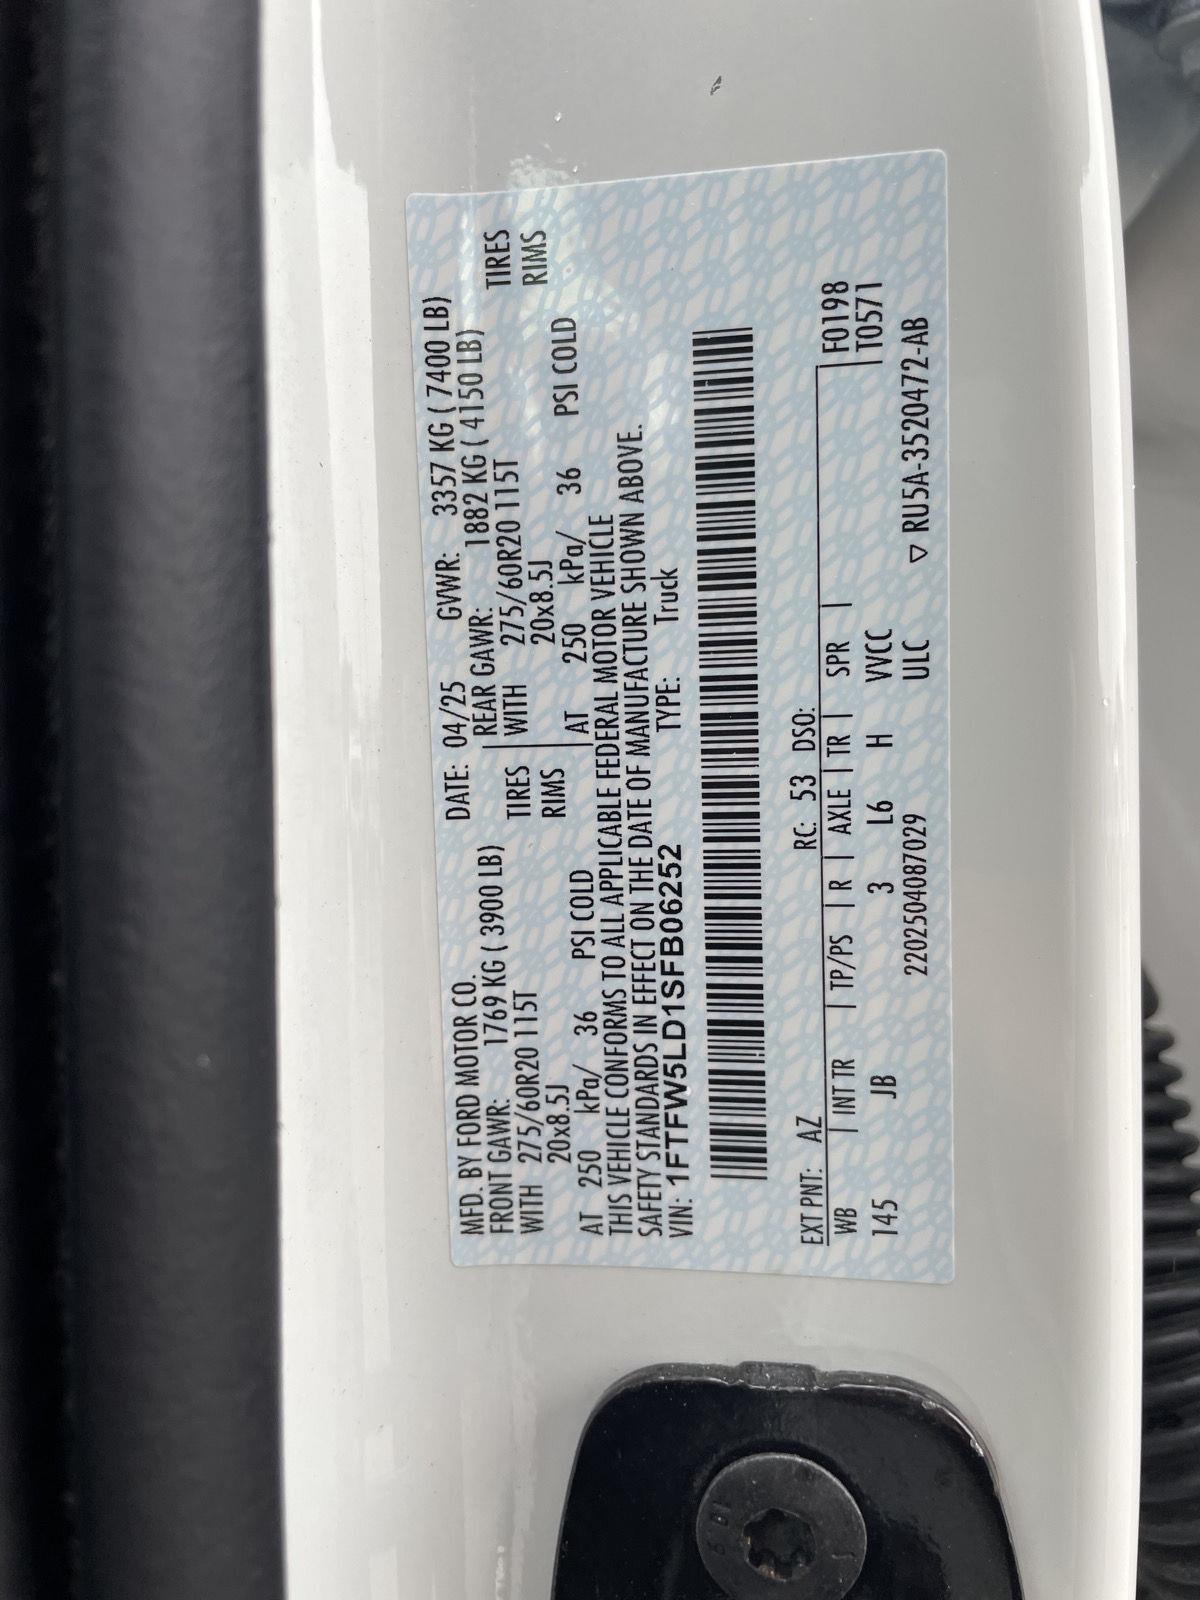 MFD. BY FORD MOTOR CO. DATE: 04/25 GVWR: 3357 KG ( 7400 LB)
FRONT GAWR: 1769 KG ( 3900 LB) REAR GAWR: 1882 KG ( 4150 LB)
WITH 275/60R20 115T TIRES WITH 275/60R20 115T TIRES
20x8.5J RIMS 20x8.5J RIMS
AT 250 kPa/ 36 PSI COLD AT 250 kPa/ 36 PSI COLD
THIS VEHICLE CONFORMS TO ALL APPLICABLE FEDERAL MOTOR VEHICLE
SAFETY STANDARDS IN EFFECT ON THE DATE OF MANUFACTURE SHOWN ABOVE.
VIN: 1FTFW5LD1SFB06252 TYPE: Truck
EXT PNT: AZ RC: 53 DSO:
WB | INT TR | TP/PS | R | AXLE | TR | SPR | F0198
T0571
145 JB 3 L6 H VVCC
220250408​7029 ULC ▽ RU5A-3520472-AB